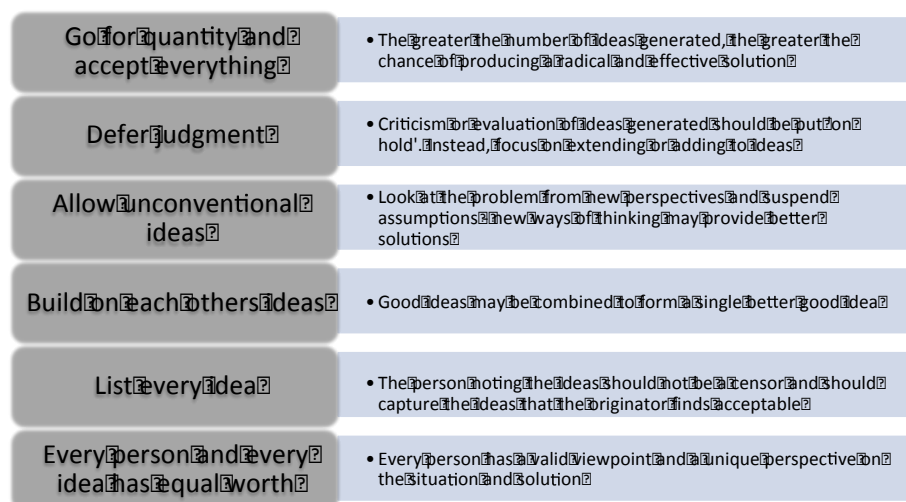 Go for quantity and
accept everything
• The greater the number of ideas generated, the greater the
chance of producing a radical and effective solution
Defer judgment
• Criticism or evaluation of ideas generated should be put 'on
hold'. Instead, focus on extending or adding to ideas
Allow unconventional
ideas
• Look at the problem from new perspectives and suspend
assumptions - new ways of thinking may provide better
solutions
Build on each others ideas
• Good ideas may be combined to form a single better good idea
List every idea
• The person noting the ideas should not be a censor and should
capture the ideas that the originator finds acceptable
Every person and every
idea has equal worth
• Every person has a valid viewpoint and a unique perspective on
the situation and solution